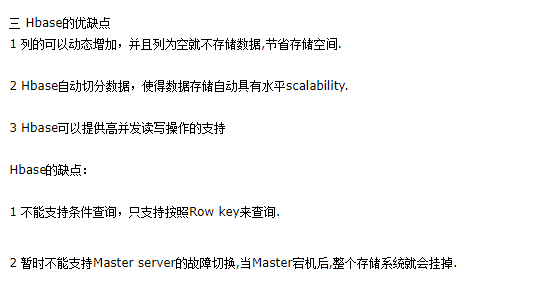 三 Hbase的优缺点
1 列的可以动态增加，并且列为空就不存储数据,节省存储空间.
2 Hbase自动切分数据，使得数据存储自动具有水平scalability.
3 Hbase可以提供高并发读写操作的支持
Hbase的缺点：
1 不能支持条件查询，只支持按照Row key来查询.
2 暂时不能支持Master server的故障切换,当Master宕机后,整个存储系统就会挂掉.